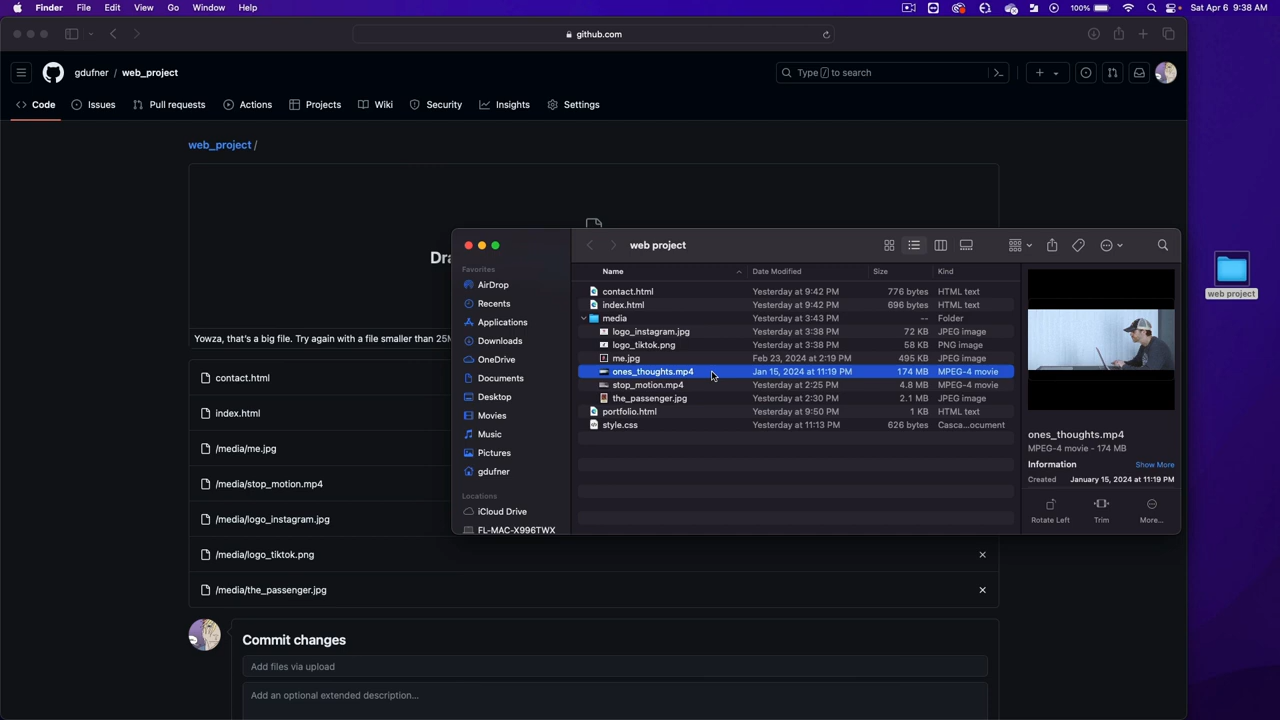 Finder File Edit View Go Window Help 100% Sat Apr 6 9:38 AM
github.com
gdufner / web_project Type / to search
Code Issues Pull requests Actions Projects Wiki Security Insights Settings
web_project /
Dra
Yowza, that's a big file. Try again with a file smaller than 25M
contact.html
index.html
/media/me.jpg
/media/stop_motion.mp4
/media/logo_instagram.jpg
/media/logo_tiktok.png
/media/the_passenger.jpg
Commit changes
Add files via upload
Add an optional extended description...
web project
Favorites
AirDrop
Recents
Applications
Downloads
OneDrive
Documents
Desktop
Movies
Music
Pictures
gdufner
Locations
iCloud Drive
FL-MAC-X996TWX
Name Date Modified Size Kind
contact.html Yesterday at 9:42 PM 776 bytes HTML text
index.html Yesterday at 9:42 PM 696 bytes HTML text
media Yesterday at 3:43 PM -- Folder
logo_instagram.jpg Yesterday at 3:38 PM 72 KB JPEG image
logo_tiktok.png Yesterday at 3:38 PM 58 KB PNG image
me.jpg Feb 23, 2024 at 2:19 PM 495 KB JPEG image
ones_thoughts.mp4 Jan 15, 2024 at 11:19 PM 174 MB MPEG-4 movie
stop_motion.mp4 Yesterday at 2:25 PM 4.8 MB MPEG-4 movie
the_passenger.jpg Yesterday at 2:30 PM 2.1 MB JPEG image
portfolio.html Yesterday at 9:50 PM 1 KB HTML text
style.css Yesterday at 11:13 PM 626 bytes Casca...ocument
ones_thoughts.mp4
MPEG-4 movie - 174 MB
Information Show More
Created January 15, 2024 at 11:19 PM
Rotate Left Trim More...
web project